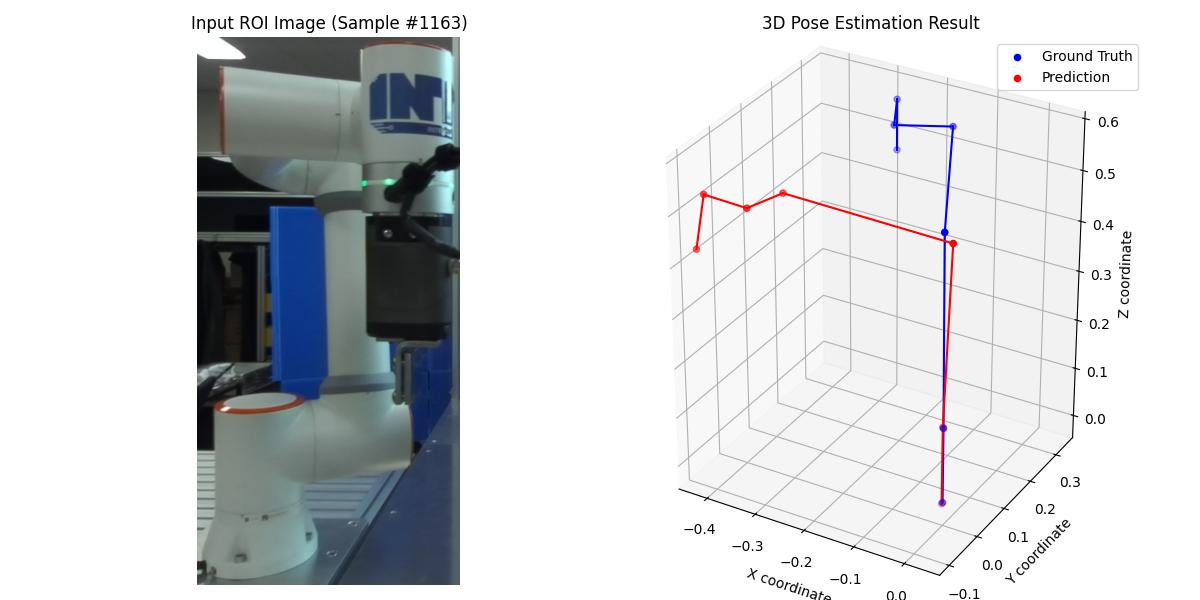 Input ROI Image (Sample #1163)
3D Pose Estimation Result
Ground Truth
Prediction
0.6
0.5
0.4
0.3
0.2
0.1
0.0
Z coordinate
0.3
0.2
0.1
0.0
−0.1
Y coordinate
−0.4
−0.3
−0.2
−0.1
0.0
X coordinate